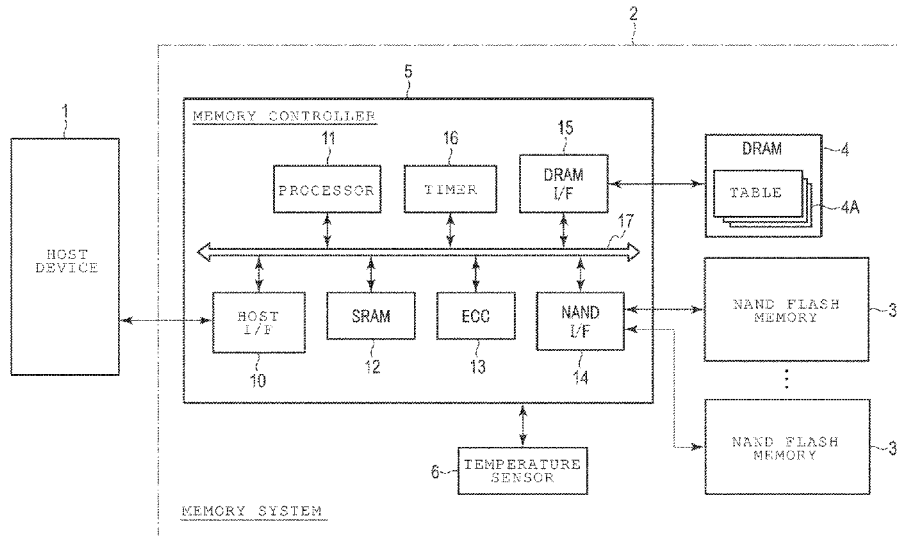 2
5
1
MEMORY CONTROLLER
11
16
15
4
DRAM
PROCESSOR
TIMER
DRAM
I/F
TABLE
4A
17
HOST
DEVICE
HOST
I/F
SRAM
ECC
NAND
I/F
NAND FLASH
MEMORY
3
10
12
13
14
NAND FLASH
MEMORY
3
6
TEMPERATURE
SENSOR
MEMORY SYSTEM